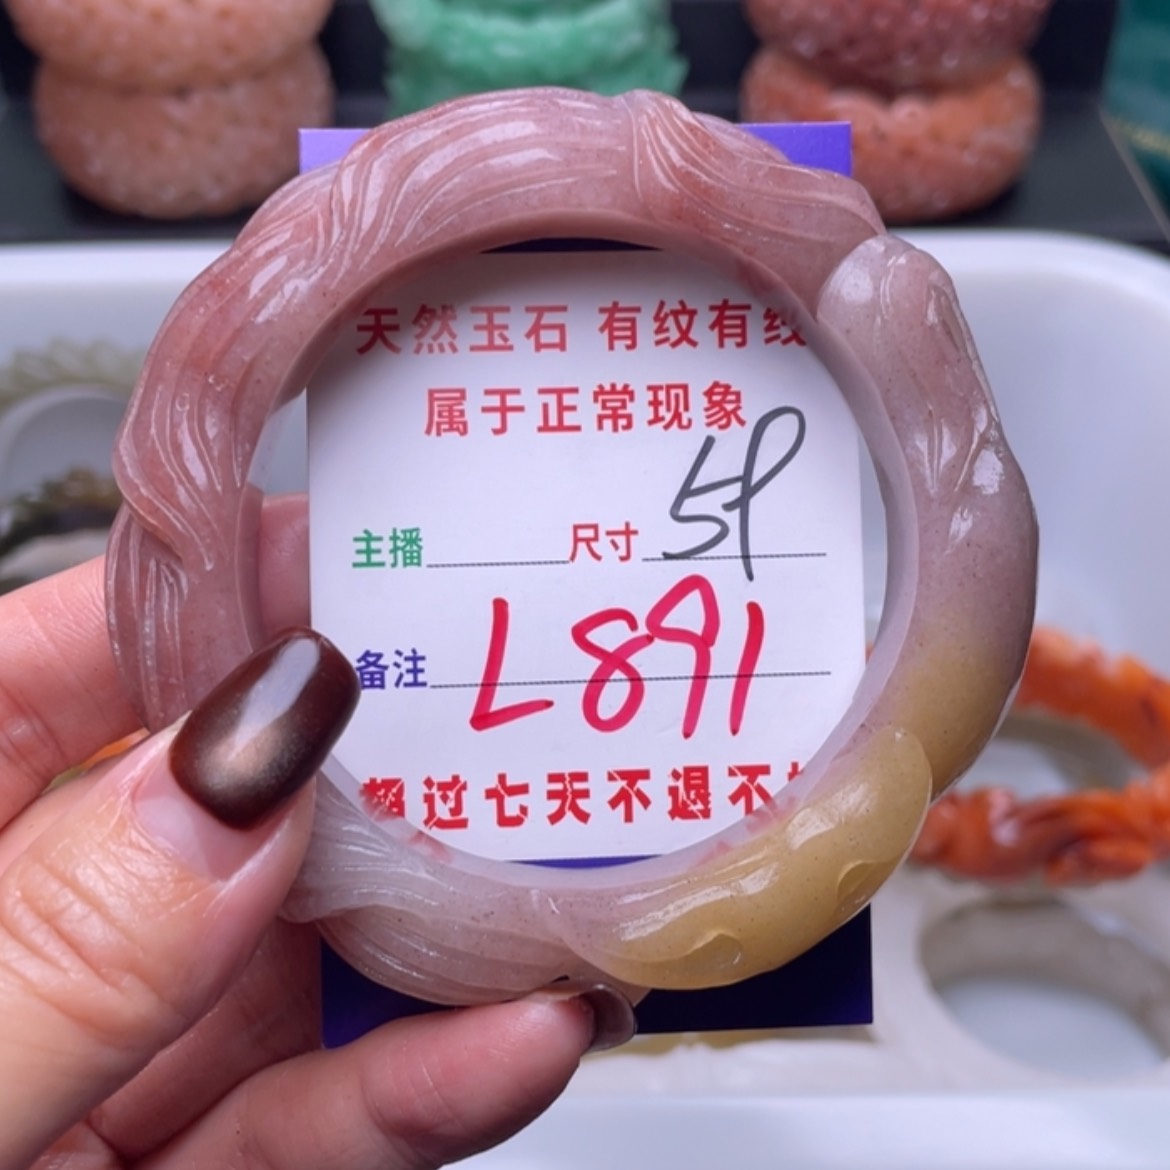 天然玉石 有纹有线
属于正常现象
主播 尺寸 59
备注 L891
超过七天不退不